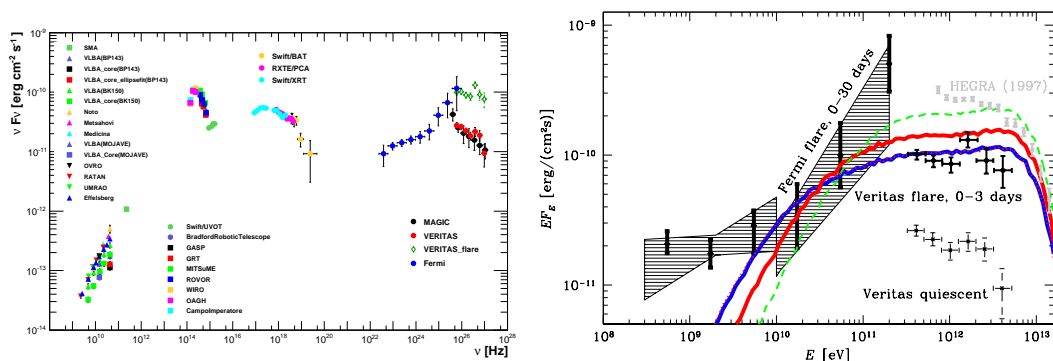 ν Fν [erg cm⁻² s⁻¹]
10⁻⁹
10⁻¹⁰
10⁻¹¹
10⁻¹²
10⁻¹³
10⁻¹⁴
SMA
VLBA(BP143)
VLBA_core(BP143)
VLBA_core_ellipsefit(BP143)
VLBA(BK150)
VLBA_core(BK150)
Noto
Metsahovi
Medicina
VLBA(MOJAVE)
VLBA_Core(MOJAVE)
OVRO
RATAN
UMRAO
Effelsberg
Swift/BAT
RXTE/PCA
Swift/XRT
Swift/UVOT
BradfordRoboticTelescope
GASP
GRT
MITSuME
ROVOR
WIRO
OAGH
CampoImperatore
MAGIC
VERITAS
VERITAS_flare
Fermi
10¹⁰ 10¹² 10¹⁴ 10¹⁶ 10¹⁸ 10²⁰ 10²² 10²⁴ 10²⁶ 10²⁸
ν [Hz]
EF_E [erg/(cm²s)]
10⁻⁹
10⁻¹⁰
10⁻¹¹
Fermi flare, 0−30 days
HEGRA (1997)
Veritas flare, 0−3 days
Veritas quiescent
10⁸ 10⁹ 10¹⁰ 10¹¹ 10¹² 10¹³
E [eV]